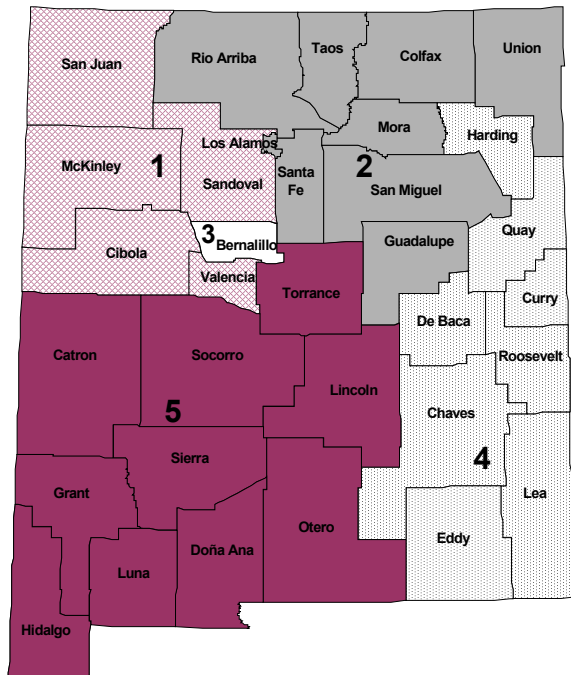 Taos
Colfax
Union
Rio Arriba
San Juan
Mora
Harding
Los Alamos
McKinley
1
Santa
Fe
2
Sandoval
San Miguel
Quay
3
Bernalillo
Guadalupe
Cibola
Valencia
Torrance
Curry
De Baca
Catron
Socorro
Roosevelt
Lincoln
Chaves
5
Sierra
4
Grant
Lea
Otero
Eddy
Doña Ana
Luna
Hidalgo